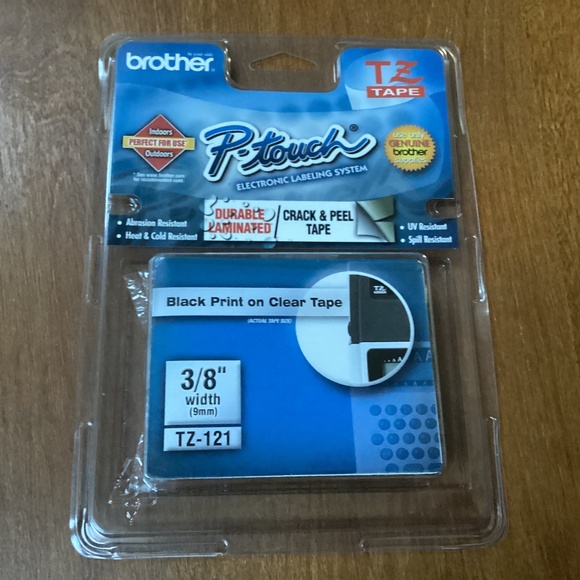 brother
TZ
TAPE
Indoors
PERFECT FOR USE
Outdoors
P-touch®
ELECTRONIC LABELING SYSTEM
use only
GENUINE
brother
supplies
DURABLE
LAMINATED
/
CRACK & PEEL
TAPE
• Abrasion Resistant
• Heat & Cold Resistant
• UV Resistant
• Spill Resistant
Black Print on Clear Tape
(ACTUAL TAPE SIZE)
TZ
3/8"
width
(9mm)
TZ-121